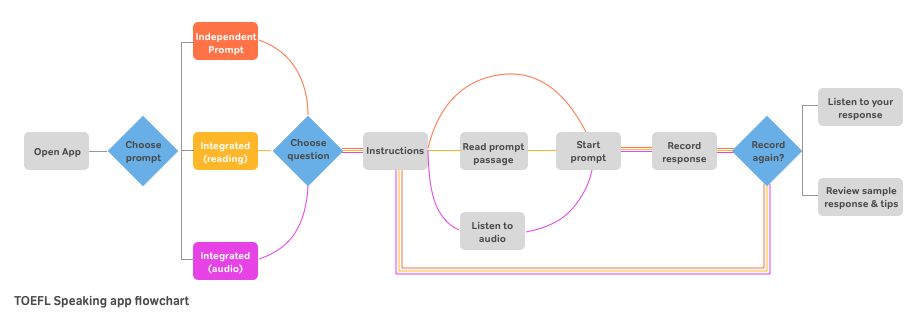 Open App
Choose
prompt
Independent
Prompt
Integrated
(reading)
Integrated
(audio)
Choose
question
Instructions
Read prompt
passage
Listen to
audio
Start
prompt
Record
response
Record
again?
Listen to your
response
Review sample
response & tips
TOEFL Speaking app flowchart